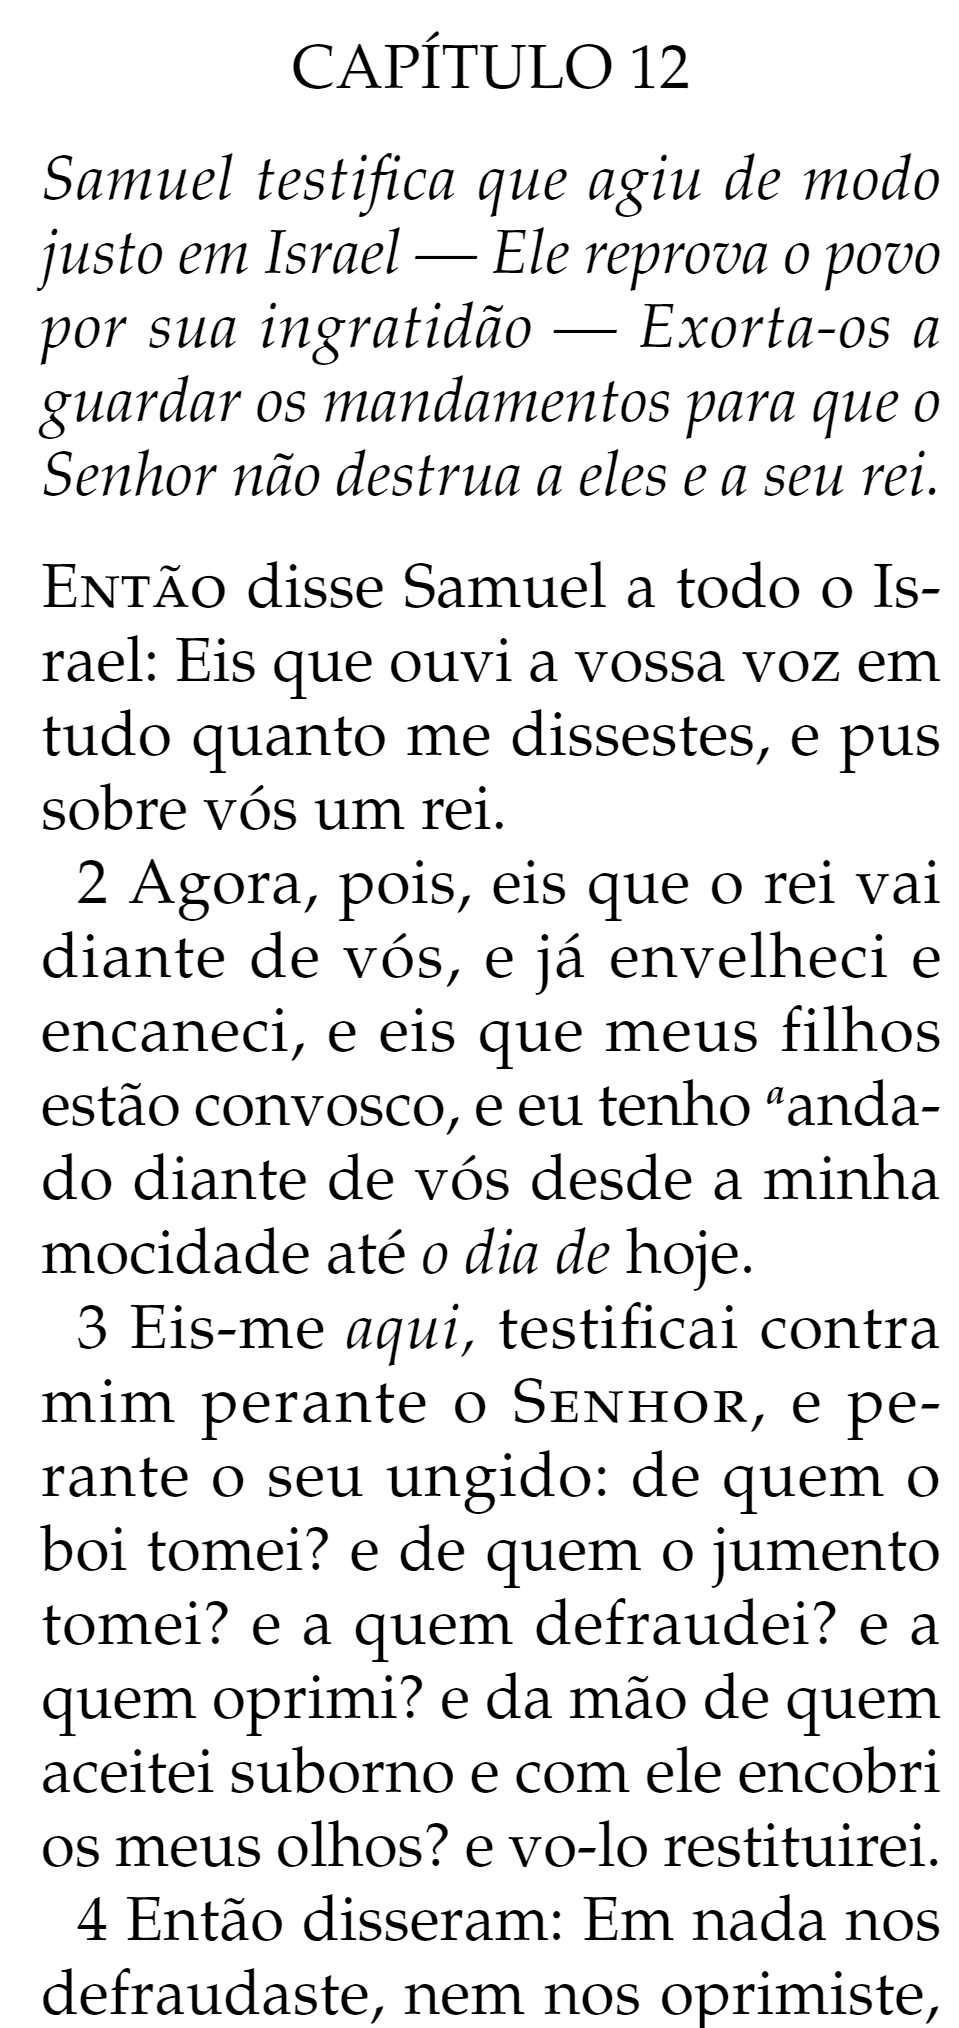 CAPÍTULO 12
Samuel testifica que agiu de modo
justo em Israel — Ele reprova o povo
por sua ingratidão — Exorta-os a
guardar os mandamentos para que o
Senhor não destrua a eles e a seu rei.
ENTÃO disse Samuel a todo o Is-
rael: Eis que ouvi a vossa voz em
tudo quanto me dissestes, e pus
sobre vós um rei.
2 Agora, pois, eis que o rei vai
diante de vós, e já envelheci e
encaneci, e eis que meus filhos
estão convosco, e eu tenho ᵃanda-
do diante de vós desde a minha
mocidade até o dia de hoje.
3 Eis-me aqui, testificai contra
mim perante o SENHOR, e pe-
rante o seu ungido: de quem o
boi tomei? e de quem o jumento
tomei? e a quem defraudei? e a
quem oprimi? e da mão de quem
aceitei suborno e com ele encobri
os meus olhos? e vo-lo restituirei.
4 Então disseram: Em nada nos
defraudaste, nem nos oprimiste,